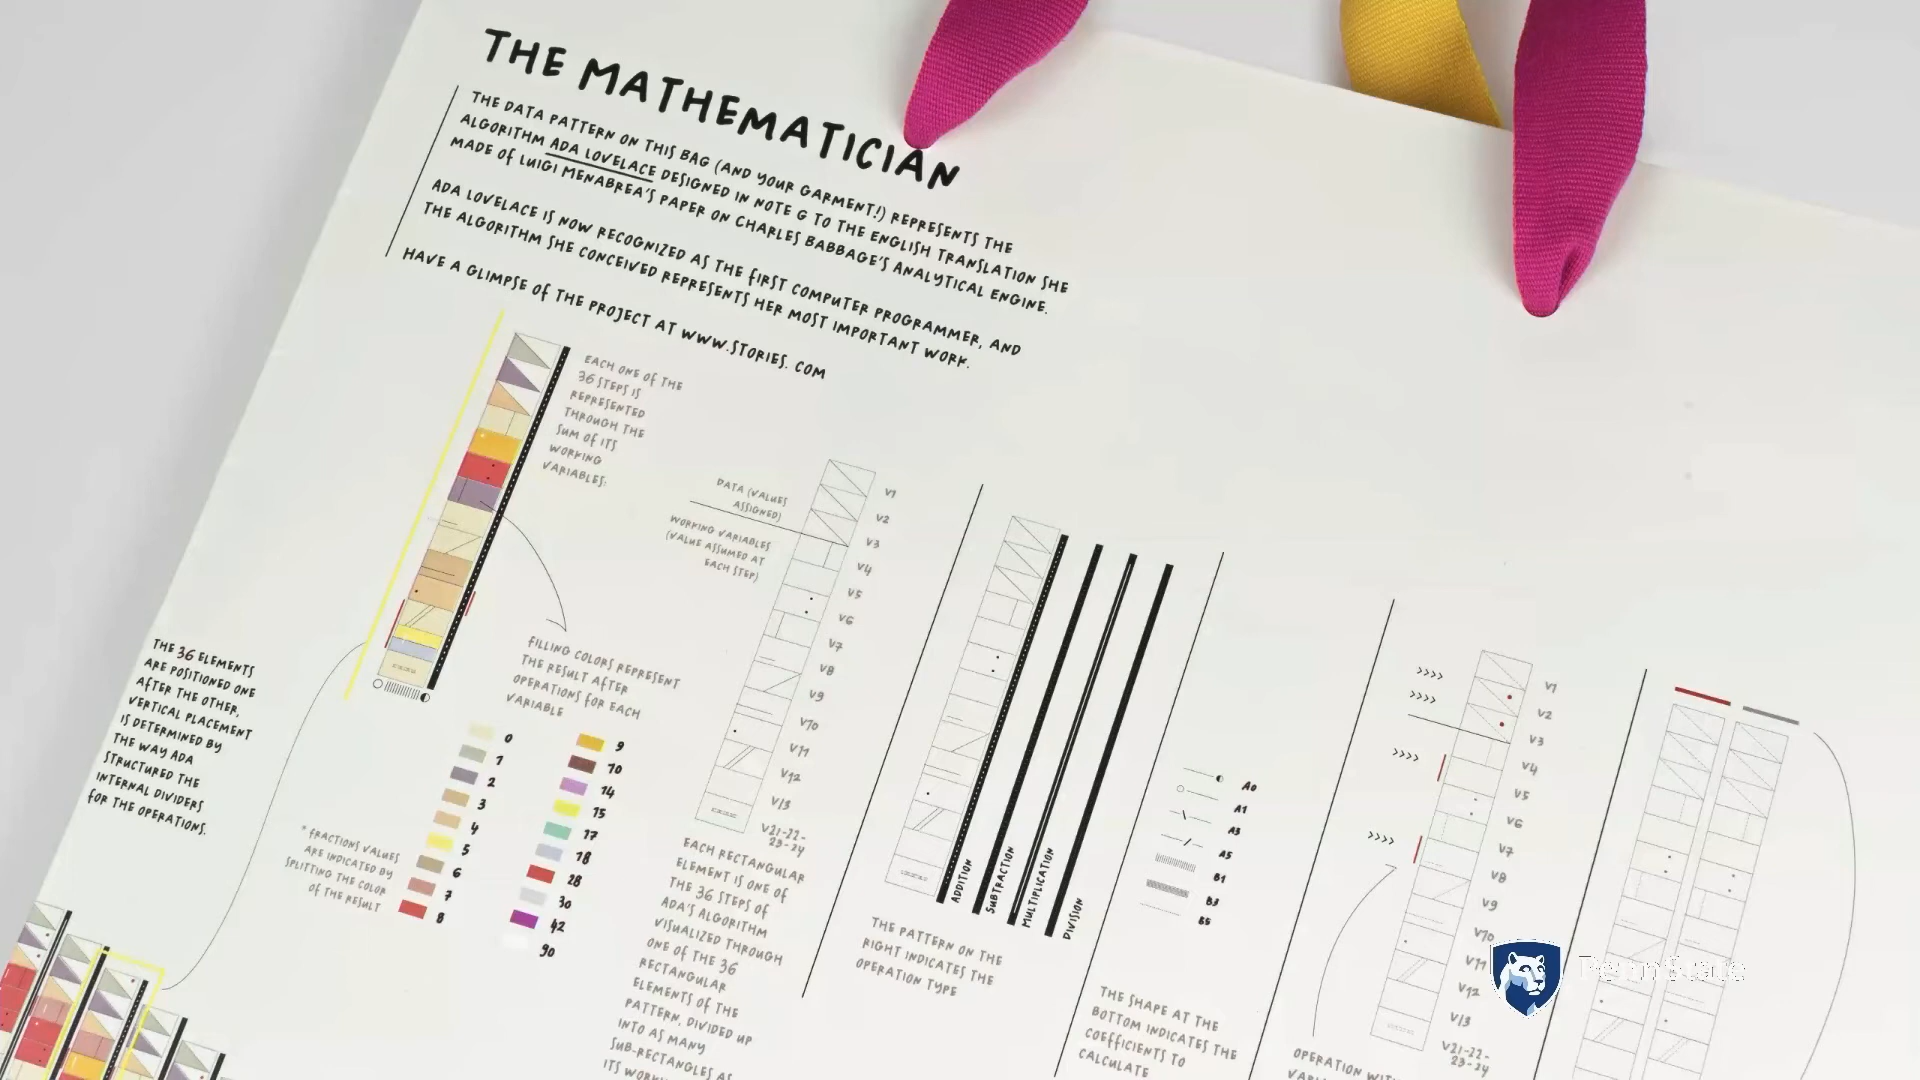 THE MATHEMATICIAN
THE DATA PATTERN ON THIS BAG (AND YOUR GARMENT!) REPRESENTS THE
ALGORITHM ADA LOVELACE DESIGNED IN NOTE G TO THE ENGLISH TRANSLATION SHE
MADE OF LUIGI MENABREA'S PAPER ON CHARLES BABBAGE'S ANALYTICAL ENGINE.
ADA LOVELACE IS NOW RECOGNIZED AS THE FIRST COMPUTER PROGRAMMER, AND
THE ALGORITHM SHE CONCEIVED REPRESENTS HER MOST IMPORTANT WORK.
HAVE A GLIMPSE OF THE PROJECT AT WWW.STORIES.COM
EACH ONE OF THE
36 STEPS IS
REPRESENTED
THROUGH THE
SUM OF ITS
WORKING
VARIABLES:
THE 36 ELEMENTS
ARE POSITIONED ONE
AFTER THE OTHER,
VERTICAL PLACEMENT
IS DETERMINED BY
THE WAY ADA
STRUCTURED THE
INTERNAL DIVIDERS
FOR THE OPERATIONS.
FILLING COLORS REPRESENT
THE RESULT AFTER
OPERATIONS FOR EACH
VARIABLE
0
1
2
3
4
5
6
7
8
9
10
14
15
17
18
28
30
42
90
* FRACTIONS VALUES
ARE INDICATED BY
SPLITTING THE COLOR
OF THE RESULT
DATA (VALUES
ASSIGNED)
WORKING VARIABLES
(VALUE ASSUMED AT
EACH STEP)
V1
V2
V3
V4
V5
V6
V7
V8
V9
V10
V11
V12
V13
V21-22-
23-24
EACH RECTANGULAR
ELEMENT IS ONE OF
THE 36 STEPS OF
ADA'S ALGORITHM
VISUALIZED THROUGH
ONE OF THE 36
RECTANGULAR
ELEMENTS OF THE
PATTERN, DIVIDED UP
INTO AS MANY
SUB-RECTANGLES AS
ITS
ADDITION
SUBTRACTION
MULTIPLICATION
DIVISION
THE PATTERN ON THE
RIGHT INDICATES THE
OPERATION TYPE
A0
A1
A3
A5
B1
B3
B5
THE SHAPE AT THE
BOTTOM INDICATES THE
COEFFICIENTS TO
CALCULATE
>>>>
>>>>
>>>>
>>>>
V1
V2
V3
V4
V5
V6
V7
V8
V9
V10
V11
V12
V13
V21-22-
23-24
OPERATION
PennState